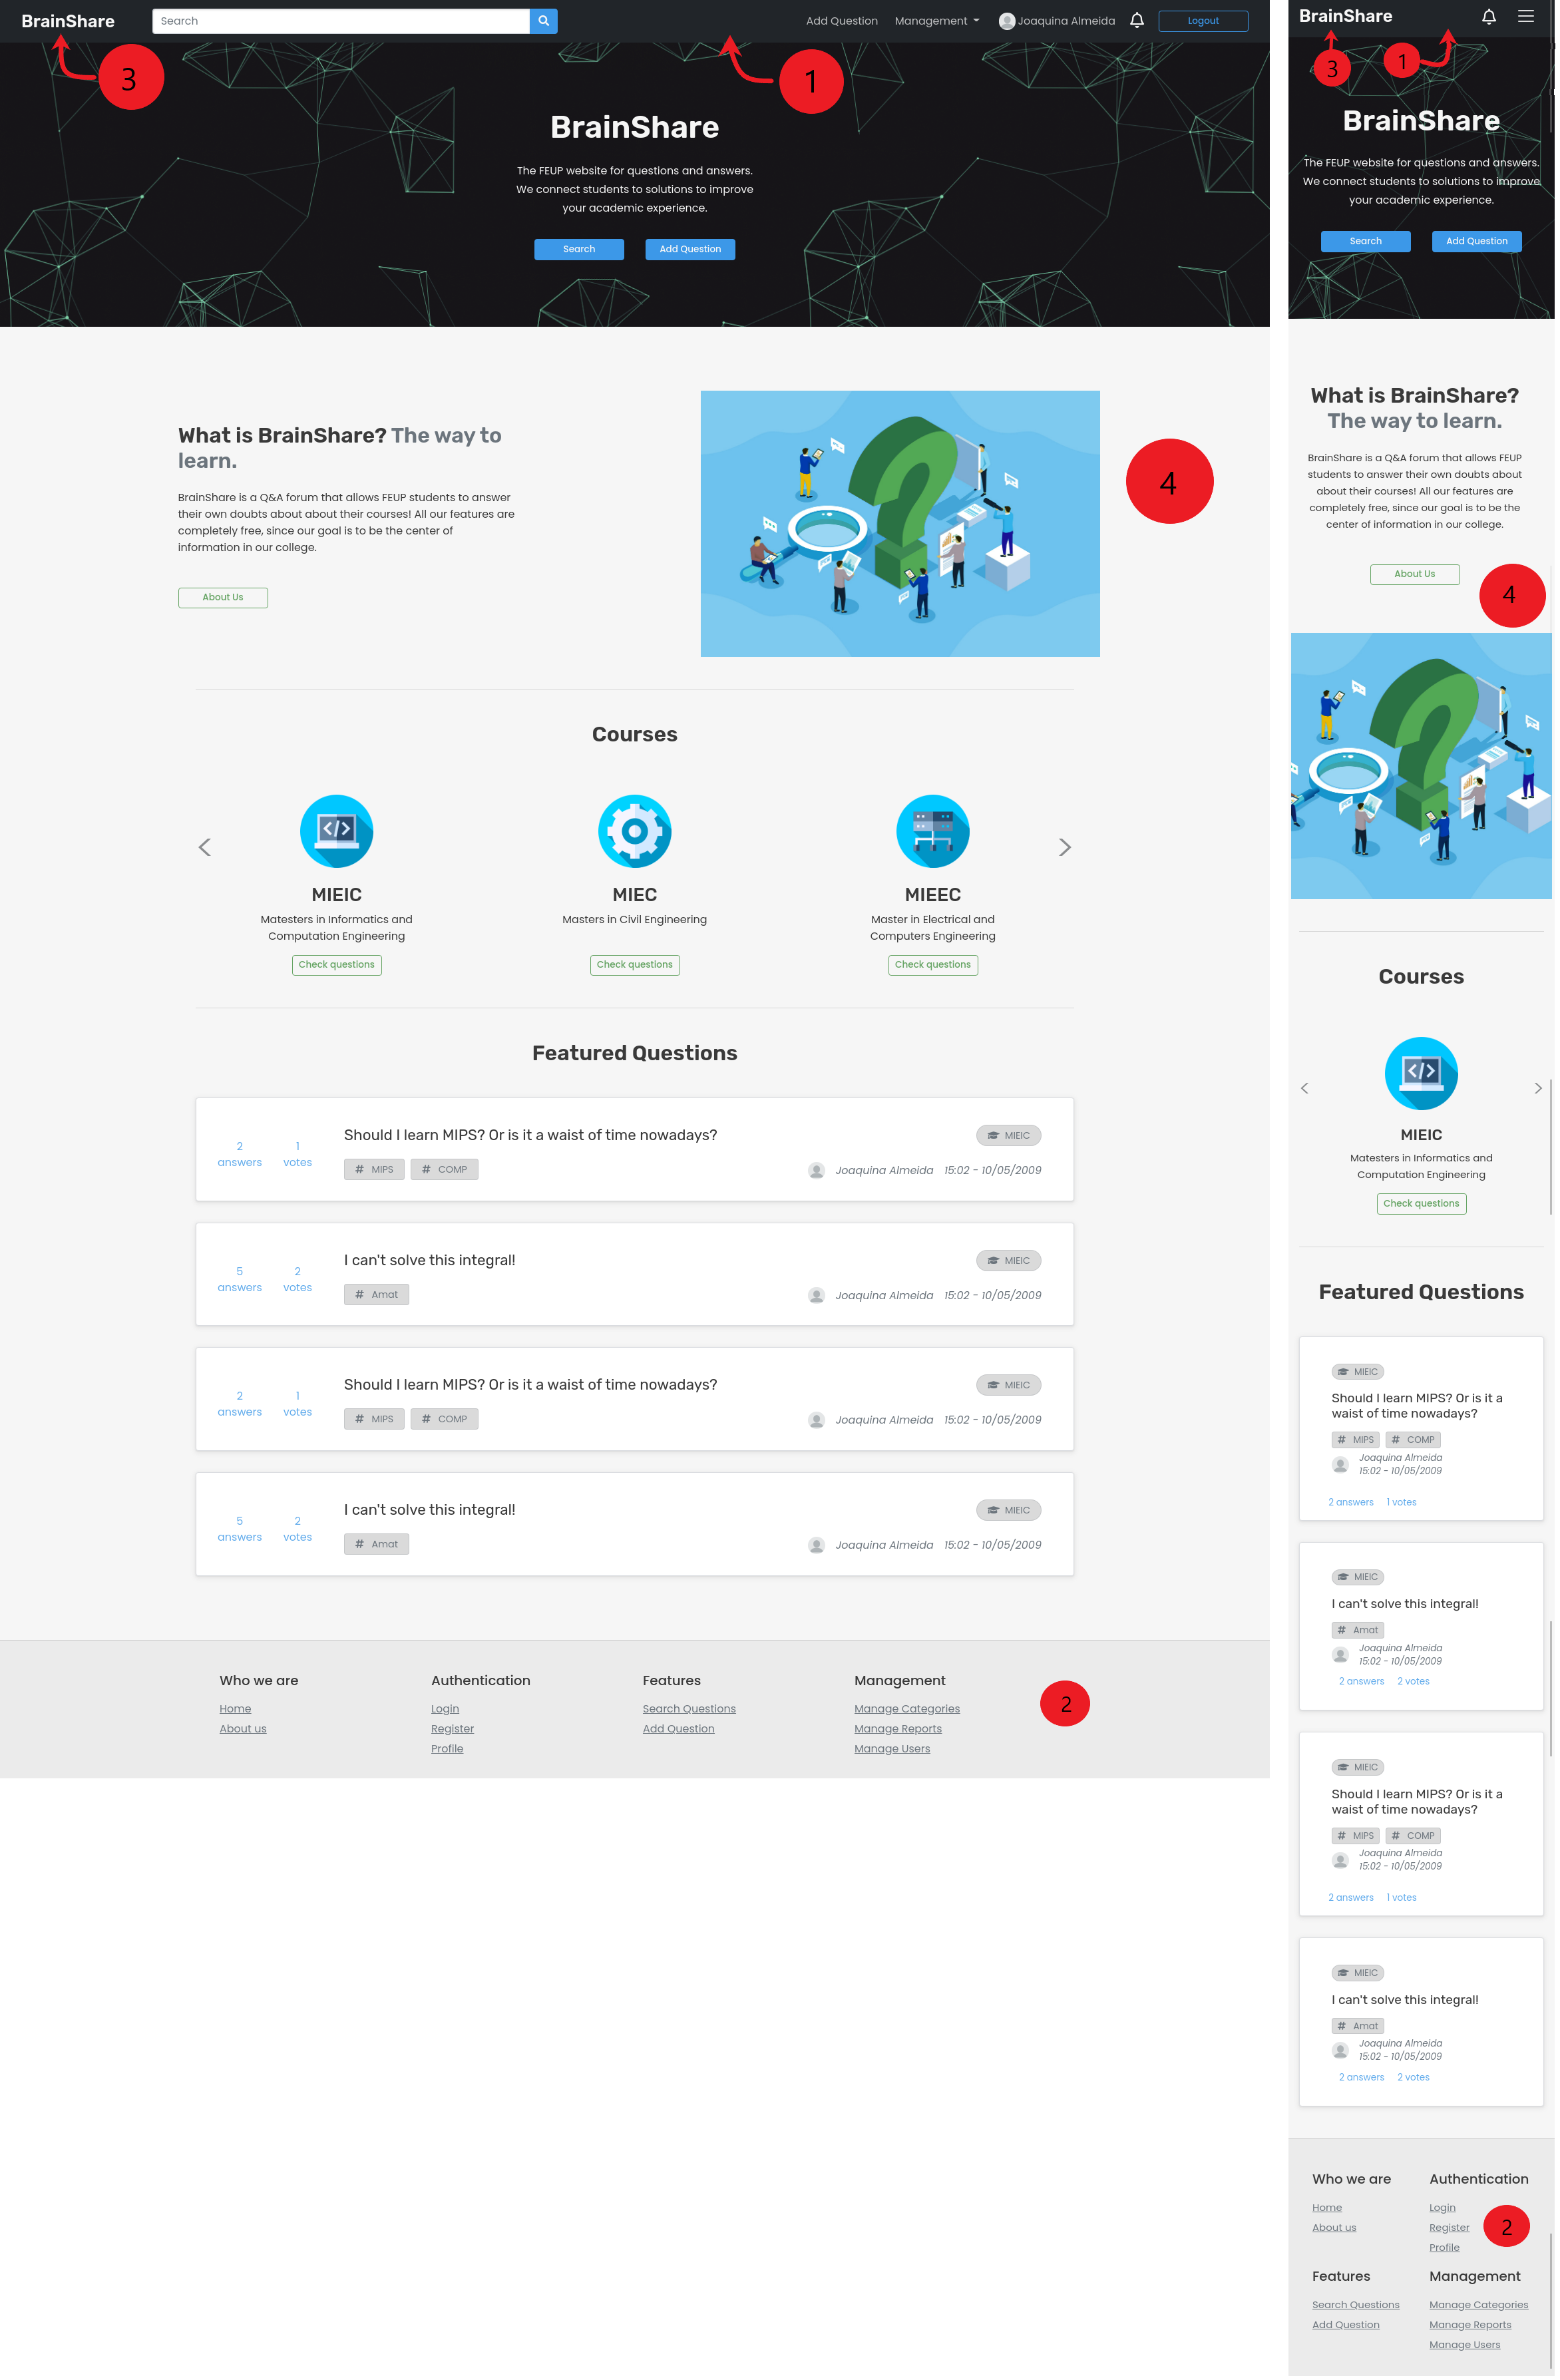 BrainShare
Search
Add Question
Management
Joaquina Almeida
Logout
3
1
BrainShare
The FEUP website for questions and answers.
We connect students to solutions to improve
your academic experience.
Search
Add Question
What is BrainShare? The way to
learn.
BrainShare is a Q&A forum that allows FEUP students to answer
their own doubts about about their courses! All our features are
completely free, since our goal is to be the center of
information in our college.
About Us
4
Courses
MIEIC
Matesters in Informatics and
Computation Engineering
Check questions
MIEC
Masters in Civil Engineering
Check questions
MIEEC
Master in Electrical and
Computers Engineering
Check questions
Featured Questions
2
answers
1
votes
Should I learn MIPS? Or is it a waist of time nowadays?
# MIPS
# COMP
MIEIC
Joaquina Almeida 15:02 - 10/05/2009
5
answers
2
votes
I can't solve this integral!
# Amat
MIEIC
Joaquina Almeida 15:02 - 10/05/2009
2
answers
1
votes
Should I learn MIPS? Or is it a waist of time nowadays?
# MIPS
# COMP
MIEIC
Joaquina Almeida 15:02 - 10/05/2009
5
answers
2
votes
I can't solve this integral!
# Amat
MIEIC
Joaquina Almeida 15:02 - 10/05/2009
Who we are
Home
About us
Authentication
Login
Register
Profile
Features
Search Questions
Add Question
Management
Manage Categories
Manage Reports
Manage Users
2
BrainShare
3
1
BrainShare
The FEUP website for questions and answers.
We connect students to solutions to improve
your academic experience.
Search
Add Question
What is BrainShare?
The way to learn.
BrainShare is a Q&A forum that allows FEUP
students to answer their own doubts about
about their courses! All our features are
completely free, since our goal is to be the
center of information in our college.
About Us
4
Courses
MIEIC
Matesters in Informatics and
Computation Engineering
Check questions
Featured Questions
MIEIC
Should I learn MIPS? Or is it a
waist of time nowadays?
# MIPS # COMP
Joaquina Almeida
15:02 - 10/05/2009
2 answers 1 votes
MIEIC
I can't solve this integral!
# Amat
Joaquina Almeida
15:02 - 10/05/2009
2 answers 2 votes
MIEIC
Should I learn MIPS? Or is it a
waist of time nowadays?
# MIPS # COMP
Joaquina Almeida
15:02 - 10/05/2009
2 answers 1 votes
MIEIC
I can't solve this integral!
# Amat
Joaquina Almeida
15:02 - 10/05/2009
2 answers 2 votes
Who we are
Home
About us
Authentication
Login
Register
Profile
2
Features
Search Questions
Add Question
Management
Manage Categories
Manage Reports
Manage Users